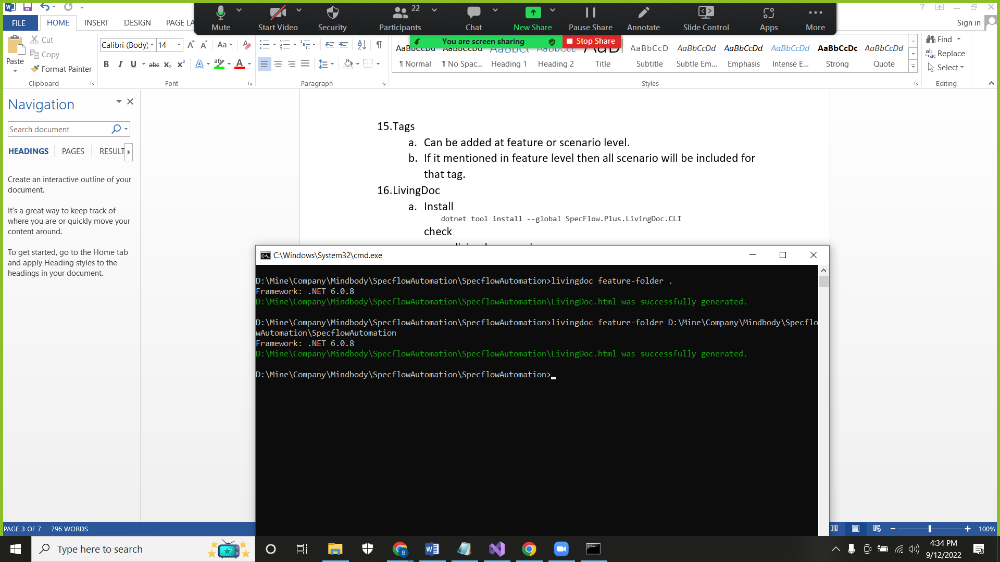 Mute
Start Video
Security
Participants 22
Chat
New Share
Pause Share
Annotate
Slide Control
Apps
More
You are screen sharing
Stop Share
FILE HOME INSERT DESIGN PAGE LA
Sign in
Paste
Cut
Copy
Format Painter
Clipboard
Calibri (Body) 14
Font
Paragraph
AaBbCcDd AaBbCcDd AaBbC AaBbCcE AaB AaBbCcD AaBbCcDd AaBbCcDd AaBbCcDd AaBbCcDc AaBbCcDd
¶ Normal ¶ No Spac... Heading 1 Heading 2 Title Subtitle Subtle Em... Emphasis Intense E... Strong Quote
Styles
Find
Replace
Select
Editing
Navigation
Search document
HEADINGS PAGES RESULT
Create an interactive outline of your
document.
It's a great way to keep track of
where you are or quickly move your
content around.
To get started, go to the Home tab
and apply Heading styles to the
headings in your document.
15.Tags
a. Can be added at feature or scenario level.
b. If it mentioned in feature level then all scenario will be included for
that tag.
16.LivingDoc
a. Install
dotnet tool install --global SpecFlow.Plus.LivingDoc.CLI
check
C:\Windows\System32\cmd.exe
D:\Mine\Company\Mindbody\SpecflowAutomation\SpecflowAutomation>livingdoc feature-folder .
Framework: .NET 6.0.8
D:\Mine\Company\Mindbody\SpecflowAutomation\SpecflowAutomation\LivingDoc.html was successfully generated.
D:\Mine\Company\Mindbody\SpecflowAutomation\SpecflowAutomation>livingdoc feature-folder D:\Mine\Company\Mindbody\Specflo
wAutomation\SpecflowAutomation
Framework: .NET 6.0.8
D:\Mine\Company\Mindbody\SpecflowAutomation\SpecflowAutomation\LivingDoc.html was successfully generated.
D:\Mine\Company\Mindbody\SpecflowAutomation\SpecflowAutomation>
PAGE 3 OF 7 796 WORDS
100%
Type here to search
4:34 PM
9/12/2022